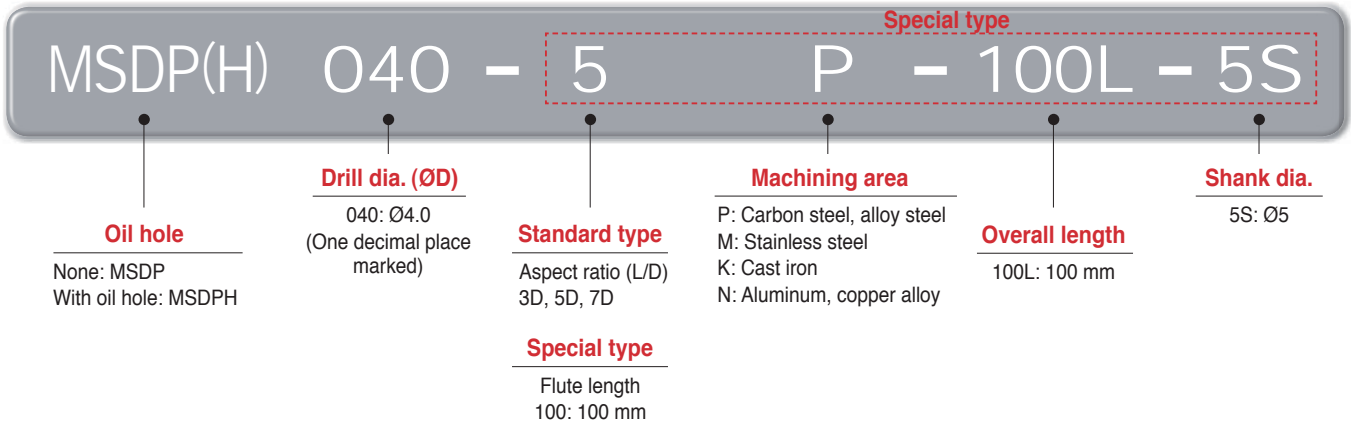 Special type
MSDP(H) 040 - 5 P - 100L - 5S
Oil hole
None: MSDP
With oil hole: MSDPH
Drill dia. (ØD)
040: Ø4.0
(One decimal place
marked)
Standard type
Aspect ratio (L/D)
3D, 5D, 7D
Special type
Flute length
100: 100 mm
Machining area
P: Carbon steel, alloy steel
M: Stainless steel
K: Cast iron
N: Aluminum, copper alloy
Overall length
100L: 100 mm
Shank dia.
5S: Ø5